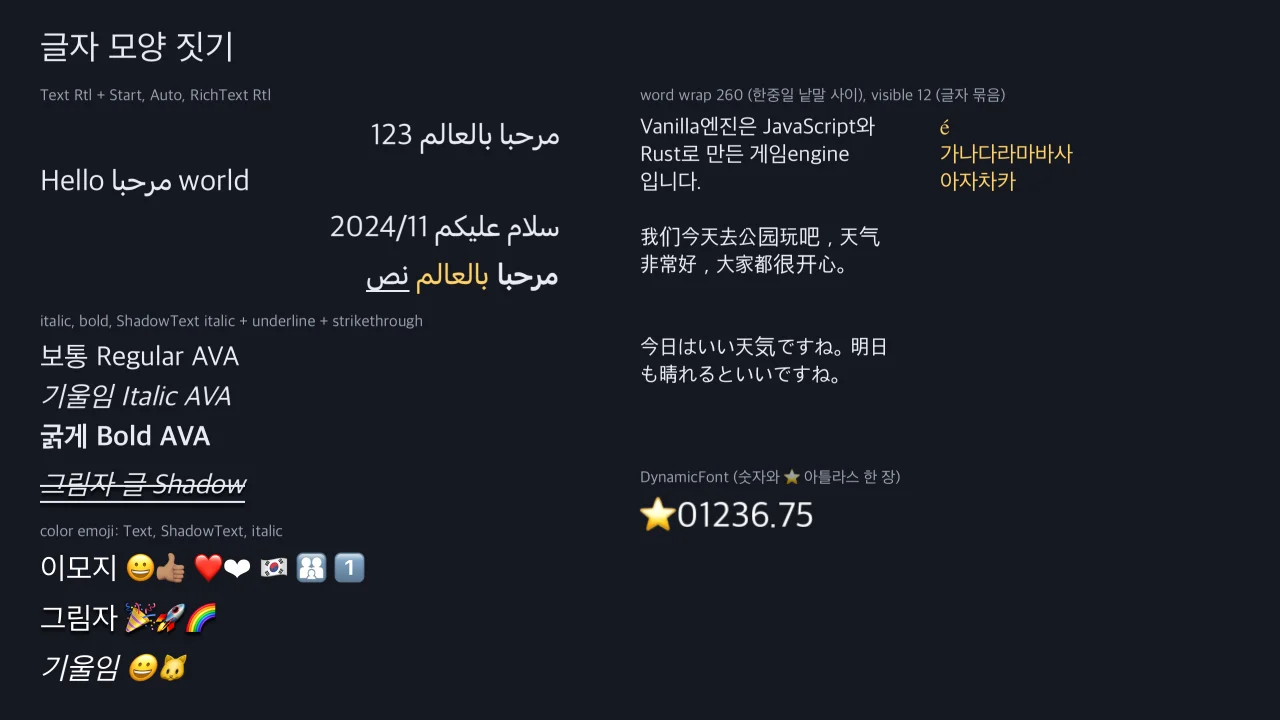 글자 모양 짓기
Text Rtl + Start, Auto, RichText Rtl
مرحبا بالعالم 123
Hello مرحبا world
سلام علیکم 2024/11
مرحبا بالعالم نص
italic, bold, ShadowText italic + underline + strikethrough
보통 Regular AVA
기울임 Italic AVA
굵게 Bold AVA
그림자 글 Shadow
color emoji: Text, ShadowText, italic
이모지 😀👍🏽 ❤️❤ 🇰🇷 👨‍👩‍👧‍👦 1️⃣
그림자 🎉🚀🌈
기울임 😀🐱
word wrap 260 (한중일 낱말 사이), visible 12 (글자 묶음)
Vanilla엔진은 JavaScript와
Rust로 만든 게임engine
입니다.
é
가나다라마바사
아자차카
我们今天去公园玩吧，天气
非常好，大家都很开心。
今日はいい天気ですね。明日
も晴れるといいですね。
DynamicFont (숫자와 ⭐ 아틀라스 한 장)
⭐01236.75